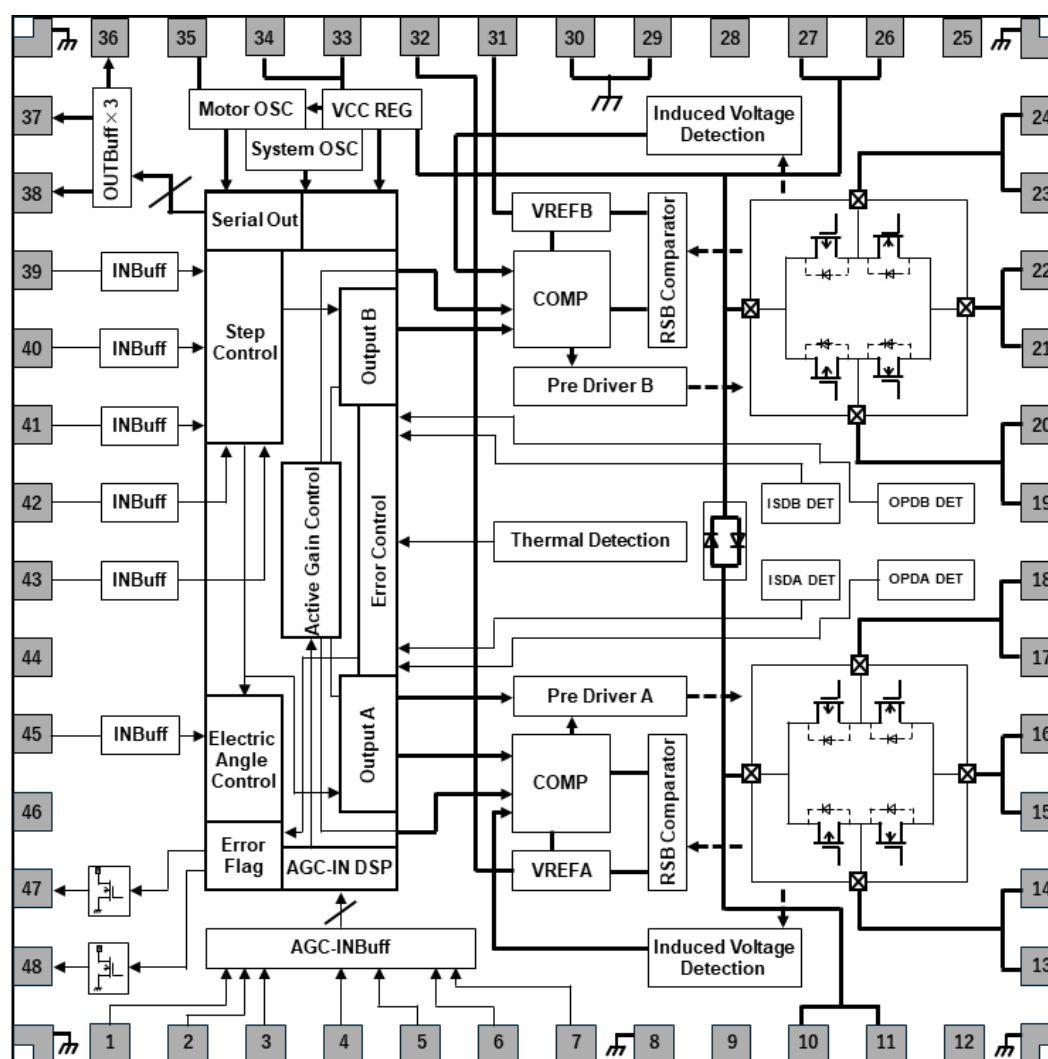 36
35
34
33
32
31
30
29
28
27
26
25
37
38
39
40
41
42
43
44
45
46
47
48
24
23
22
21
20
19
18
17
16
15
14
13
1
2
3
4
5
6
7
8
9
10
11
12
OUTBuff × 3
Motor OSC
VCC REG
System OSC
Induced Voltage
Detection
Serial Out
VREFB
RSB Comparator
COMP
Pre Driver B
INBuff
INBuff
INBuff
INBuff
INBuff
INBuff
Step
Control
Output B
Active Gain Control
Error Control
Thermal Detection
ISDB DET
OPDB DET
ISDA DET
OPDA DET
Electric
Angle
Control
Output A
Pre Driver A
COMP
RSB Comparator
VREFA
Error
Flag
AGC-IN DSP
AGC-INBuff
Induced Voltage
Detection